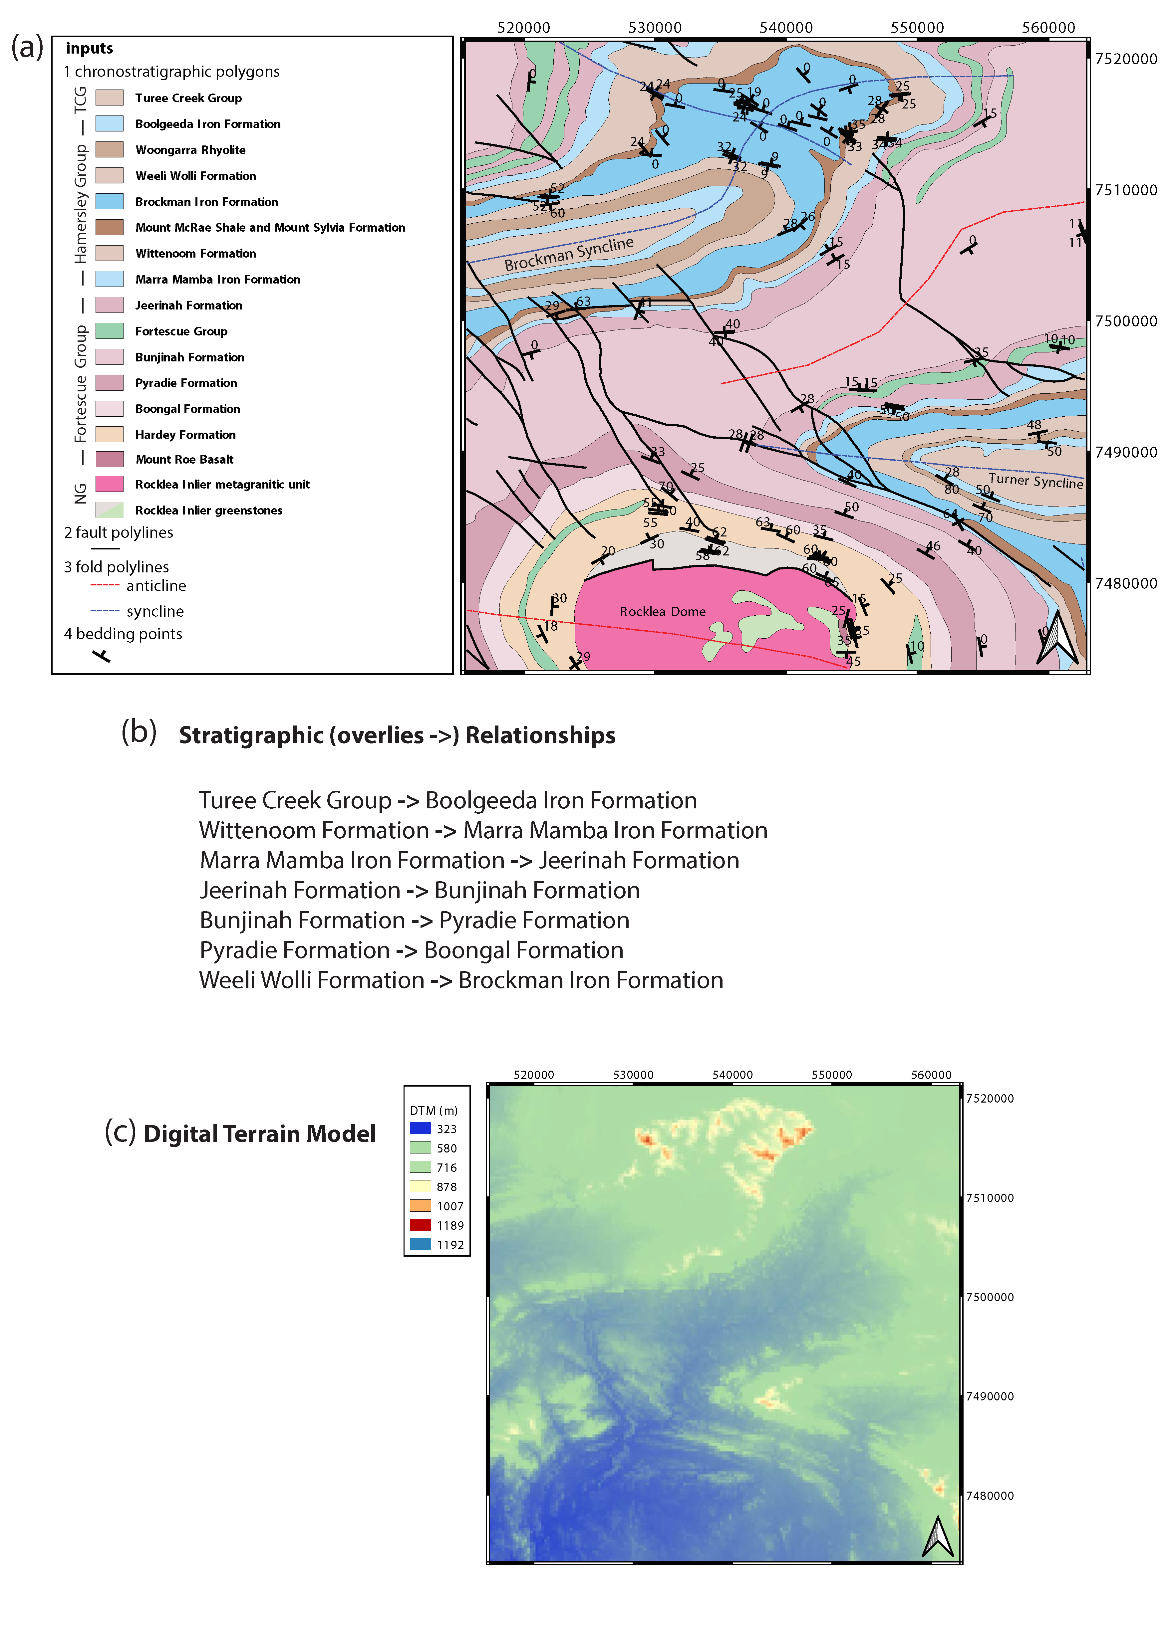 (a)
inputs
1 chronostratigraphic polygons
TCG
Hamersley Group
Fortescue Group
NG
Turee Creek Group
Boolgeeda Iron Formation
Woongarra Rhyolite
Weeli Wolli Formation
Brockman Iron Formation
Mount McRae Shale and Mount Sylvia Formation
Wittenoom Formation
Marra Mamba Iron Formation
Jeerinah Formation
Fortescue Group
Bunjinah Formation
Pyradie Formation
Boongal Formation
Hardey Formation
Mount Roe Basalt
Rocklea Inlier metagranitic unit
Rocklea Inlier greenstones
2 fault polylines
3 fold polylines
anticline
syncline
4 bedding points
520000 530000 540000 550000 560000
7520000
7510000
7500000
7490000
7480000
Brockman Syncline
Turner Syncline
Rocklea Dome
(b) Stratigraphic (overlies ->) Relationships
Turee Creek Group -> Boolgeeda Iron Formation
Wittenoom Formation -> Marra Mamba Iron Formation
Marra Mamba Iron Formation -> Jeerinah Formation
Jeerinah Formation -> Bunjinah Formation
Bunjinah Formation -> Pyradie Formation
Pyradie Formation -> Boongal Formation
Weeli Wolli Formation -> Brockman Iron Formation
(c) Digital Terrain Model
DTM (m)
323
580
716
878
1007
1189
1192
520000 530000 540000 550000 560000
7520000
7510000
7500000
7490000
7480000